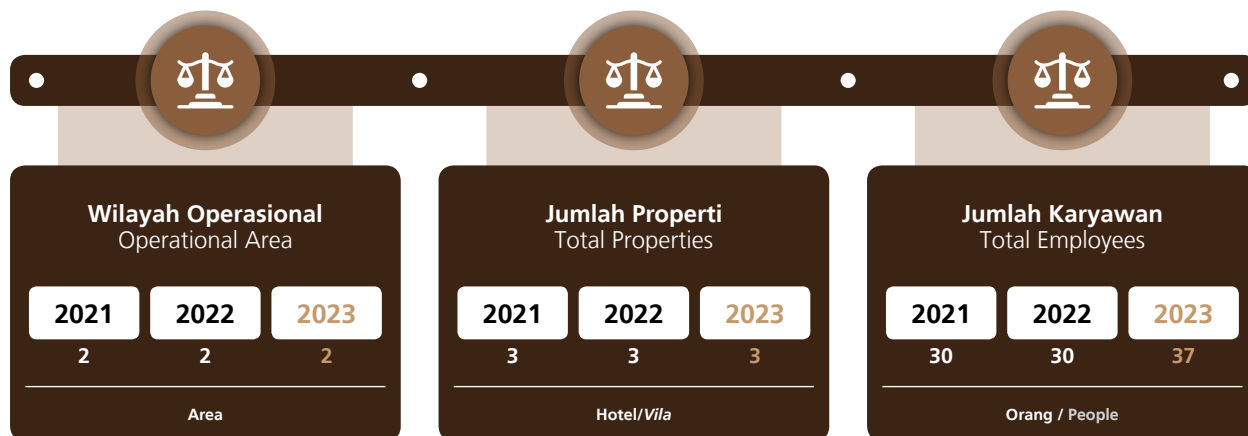 Wilayah Operasional
Operational Area
2021 2022 2023
2 2 2
Area
Jumlah Properti
Total Properties
2021 2022 2023
3 3 3
Hotel/Vila
Jumlah Karyawan
Total Employees
2021 2022 2023
30 30 37
Orang / People